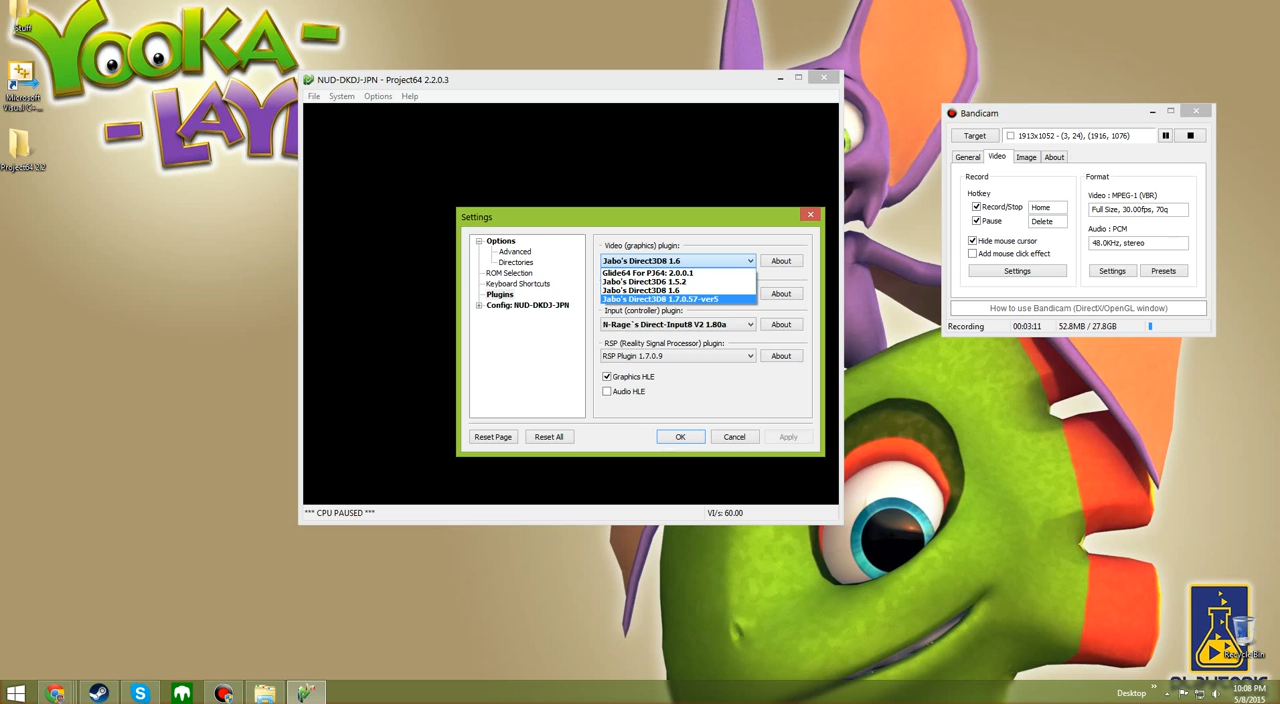 YOOKA-
-LAY
Stuff
Microsoft
Visual C-...
Project64 2.2
NUD-DKDJ-JPN - Project64 2.2.0.3
File System Options Help
Settings
Options
Advanced
Directories
ROM Selection
Keyboard Shortcuts
Plugins
Config: NUD-DKDJ-JPN
Video (graphics) plugin:
Jabo's Direct3D8 1.6
About
Glide64 For PJ64: 2.0.0.1
Jabo's Direct3D6 1.5.2
Jabo's Direct3D8 1.6
Jabo's Direct3D8 1.7.0.57-ver5
About
Input (controller) plugin:
N-Rage`s Direct-Input8 V2 1.80a
About
RSP (Reality Signal Processor) plugin:
RSP Plugin 1.7.0.9
About
Graphics HLE
Audio HLE
Reset Page Reset All OK Cancel Apply
*** CPU PAUSED *** VI/s: 60.00
Bandicam
Target 1913x1052 - (3, 24), (1916, 1076)
General Video Image About
Record
Hotkey
Record/Stop Home
Pause Delete
Hide mouse cursor
Add mouse click effect
Settings
Format
Video : MPEG-1 (VBR)
Full Size, 30.00fps, 70q
Audio : PCM
48.0KHz, stereo
Settings Presets
How to use Bandicam (DirectX/OpenGL window)
Recording 00:03:11 52.8MB / 27.8GB
Recycle Bin
Desktop
10:08 PM
5/8/2015